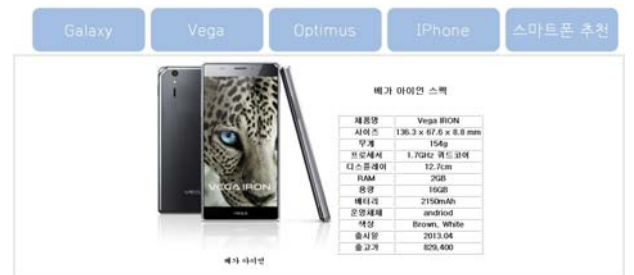 Galaxy
Vega
Optimus
IPhone
스마트폰 추천
베가 아이언 스펙
제품명 Vega IRON
사이즈 136.3 x 67.6 x 8.8 mm
무게 154g
프로세서 1.7GHz 쿼드코어
디스플레이 12.7cm
RAM 2GB
용량 16GB
배터리 2150mAh
운영체제 andriod
색상 Brown, White
출시일 2013.04
출고가 829,400
VEGA IRON
베가 아이언